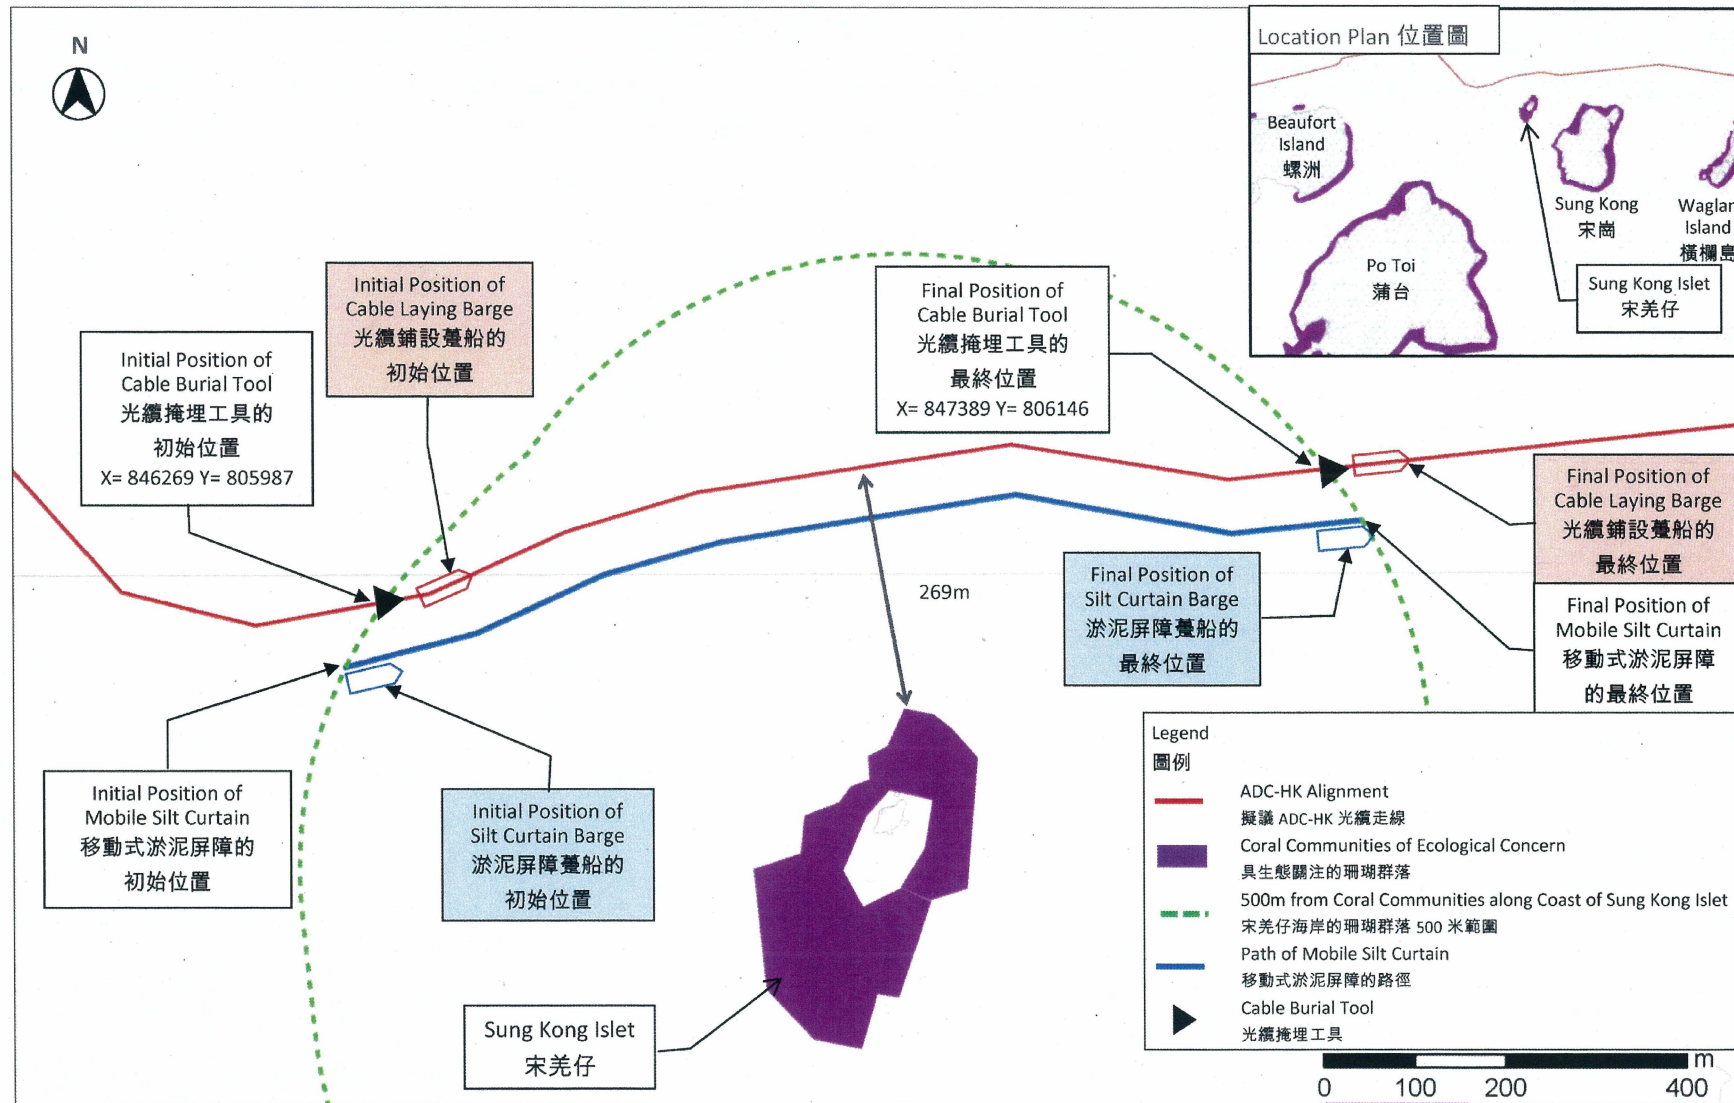 N
Location Plan 位置圖
Beaufort
Island
螺洲
Sung Kong
宋崗
Island
橫欄島
Po Toi
蒲台
Sung Kong Islet
宋羌仔
Initial Position of
Cable Laying Barge
光纜鋪設躉船的
初始位置
Final Position of
Cable Burial Tool
光纜掩埋工具的
最終位置
X= 847389 Y= 806146
Initial Position of
Cable Burial Tool
光纜掩埋工具的
初始位置
X= 846269 Y= 805987
Final Position of
Cable Laying Barge
光纜鋪設躉船的
最終位置
269m
Final Position of
Silt Curtain Barge
淤泥屏障躉船的
最終位置
Final Position of
Mobile Silt Curtain
移動式淤泥屏障
的最終位置
Initial Position of
Mobile Silt Curtain
移動式淤泥屏障的
初始位置
Initial Position of
Silt Curtain Barge
淤泥屏障躉船的
初始位置
Sung Kong Islet
宋羌仔
Legend
圖例
ADC-HK Alignment
擬議 ADC-HK 光纜走線
Coral Communities of Ecological Concern
具生態關注的珊瑚群落
500m from Coral Communities along Coast of Sung Kong Islet
宋羌仔海岸的珊瑚群落 500 米範圍
Path of Mobile Silt Curtain
移動式淤泥屏障的路徑
Cable Burial Tool
光纜掩埋工具
m
0 100 200 400